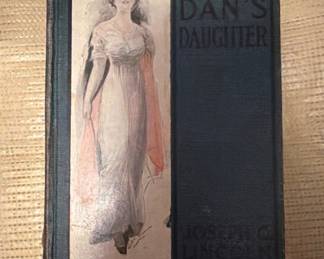 DAN'S
DAUGHTER
JOSEPH C.
LINCOLN